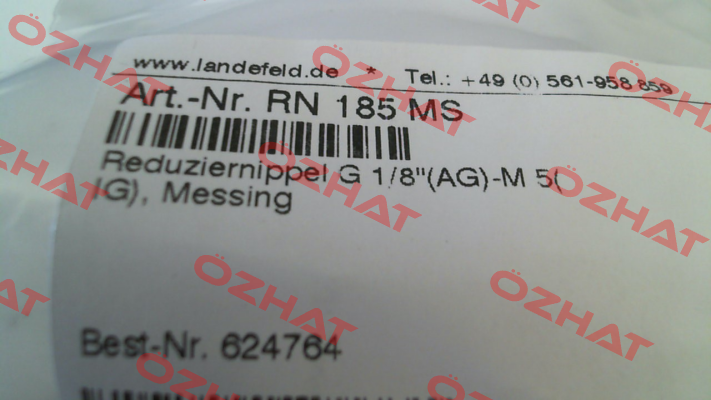 www.landefeld.de * Tel.: +49 (0) 561-958 859
Art.-Nr. RN 185 MS
Reduziernippel G 1/8"(AG)-M 5(
IG), Messing
Best-Nr. 624764
ÖZHAT
ÖZHAT
ÖZHAT
ÖZHAT
ÖZHAT
ÖZHAT
ÖZHAT